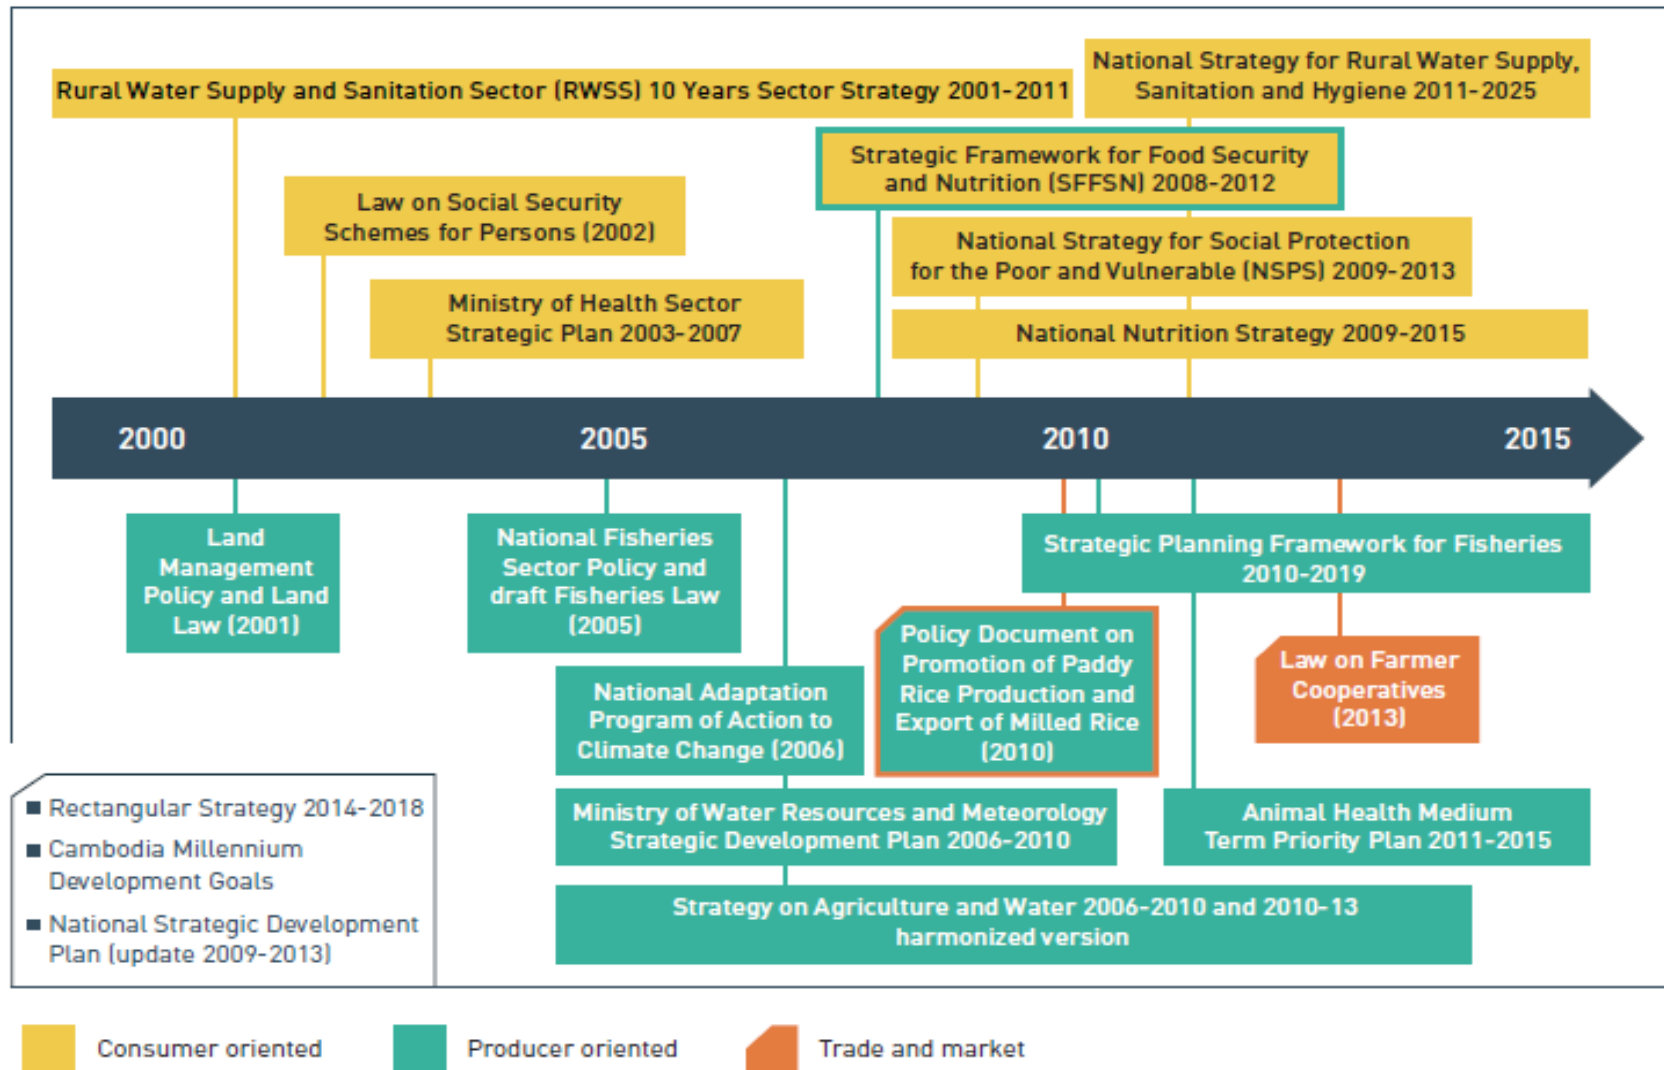 Rural Water Supply and Sanitation Sector (RWSS) 10 Years Sector Strategy 2001-2011
National Strategy for Rural Water Supply,
Sanitation and Hygiene 2011-2025
Strategic Framework for Food Security
and Nutrition (SFFSN) 2008-2012
Law on Social Security
Schemes for Persons (2002)
National Strategy for Social Protection
for the Poor and Vulnerable (NSPS) 2009-2013
Ministry of Health Sector
Strategic Plan 2003-2007
National Nutrition Strategy 2009-2015
2000
2005
2010
2015
Land
Management
Policy and Land
Law (2001)
National Fisheries
Sector Policy and
draft Fisheries Law
(2005)
Strategic Planning Framework for Fisheries
2010-2019
Policy Document on
Promotion of Paddy
Rice Production and
Export of Milled Rice
(2010)
Law on Farmer
Cooperatives
(2013)
National Adaptation
Program of Action to
Climate Change (2006)
Ministry of Water Resources and Meteorology
Strategic Development Plan 2006-2010
Animal Health Medium
Term Priority Plan 2011-2015
Strategy on Agriculture and Water 2006-2010 and 2010-13
harmonized version
Rectangular Strategy 2014-2018
Cambodia Millennium
Development Goals
National Strategic Development
Plan (update 2009-2013)
Consumer oriented
Producer oriented
Trade and market